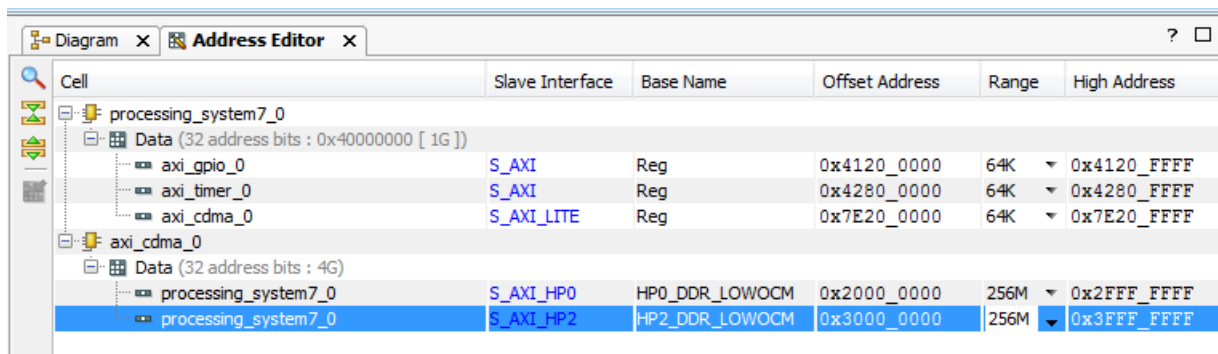 Diagram X Address Editor X ?
Cell Slave Interface Base Name Offset Address Range High Address
processing_system7_0
Data (32 address bits : 0x40000000 [ 1G ])
axi_gpio_0 S_AXI Reg 0x4120_0000 64K 0x4120_FFFF
axi_timer_0 S_AXI Reg 0x4280_0000 64K 0x4280_FFFF
axi_cdma_0 S_AXI_LITE Reg 0x7E20_0000 64K 0x7E20_FFFF
axi_cdma_0
Data (32 address bits : 4G)
processing_system7_0 S_AXI_HP0 HP0_DDR_LOWOCM 0x2000_0000 256M 0x2FFF_FFFF
processing_system7_0 S_AXI_HP2 HP2_DDR_LOWOCM 0x3000_0000 256M 0x3FFF_FFFF